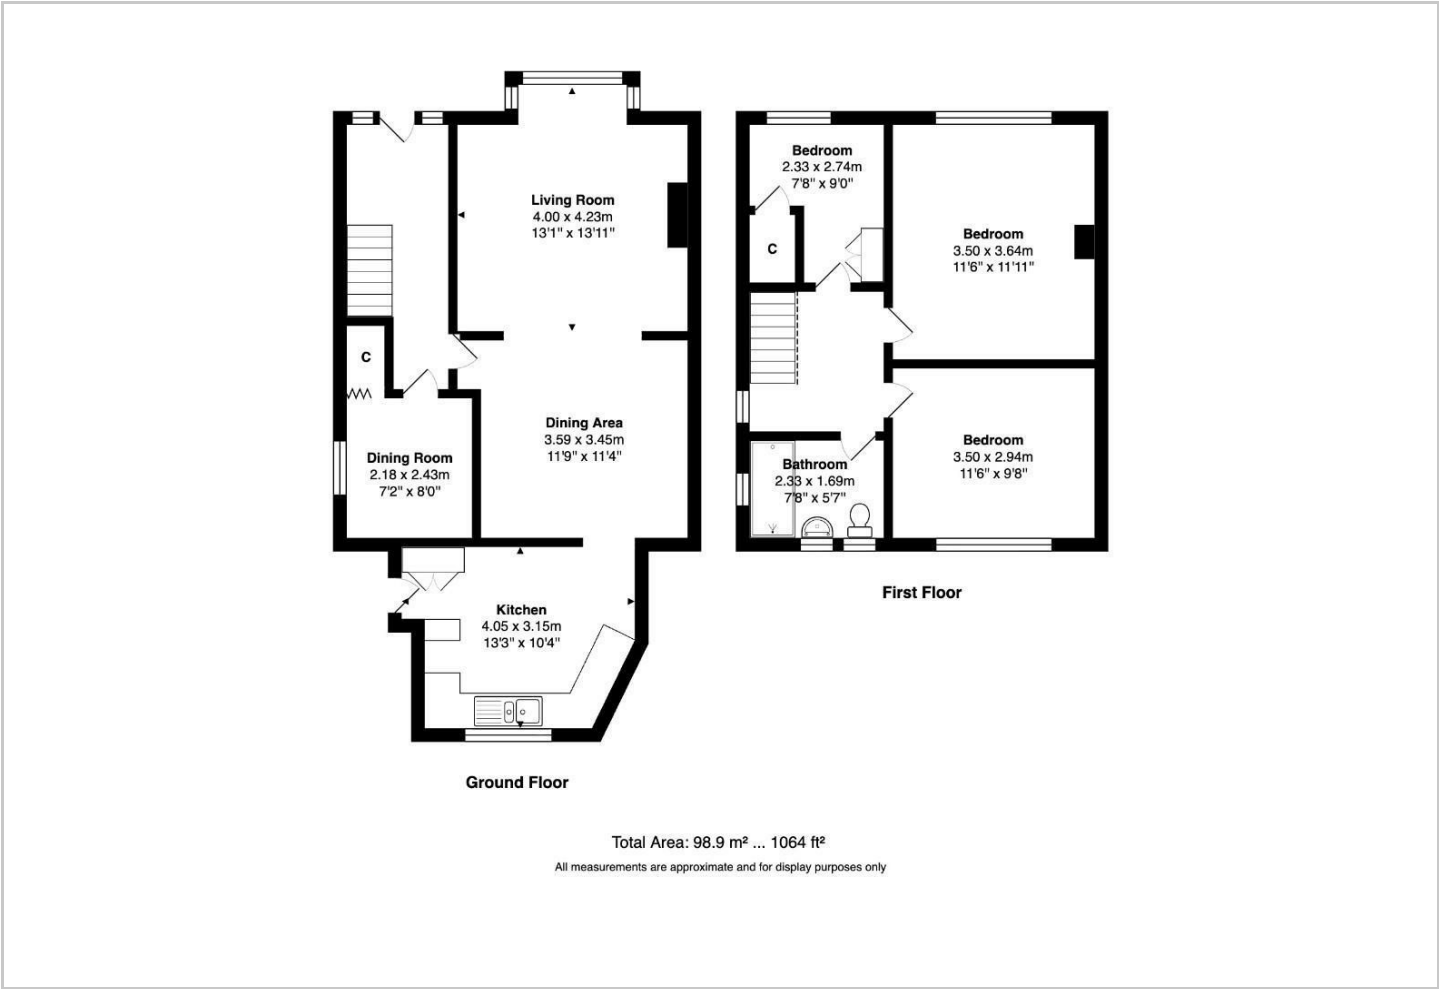 Living Room
4.00 x 4.23m
13'1" x 13'11"
C
Dining Area
3.59 x 3.45m
11'9" x 11'4"
Dining Room
2.18 x 2.43m
7'2" x 8'0"
Kitchen
4.05 x 3.15m
13'3" x 10'4"
Ground Floor
Bedroom
2.33 x 2.74m
7'8" x 9'0"
C
Bedroom
3.50 x 3.64m
11'6" x 11'11"
Bedroom
3.50 x 2.94m
11'6" x 9'8"
Bathroom
2.33 x 1.69m
7'8" x 5'7"
First Floor
Total Area: 98.9 m² ... 1064 ft²
All measurements are approximate and for display purposes only